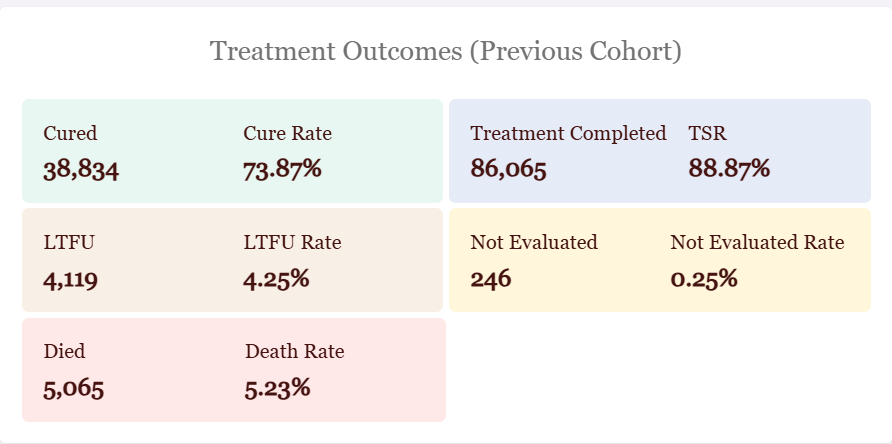 Treatment Outcomes (Previous Cohort)
Cured Cure Rate
38,834 73.87%
Treatment Completed TSR
86,065 88.87%
LTFU LTFU Rate
4,119 4.25%
Not Evaluated Not Evaluated Rate
246 0.25%
Died Death Rate
5,065 5.23%